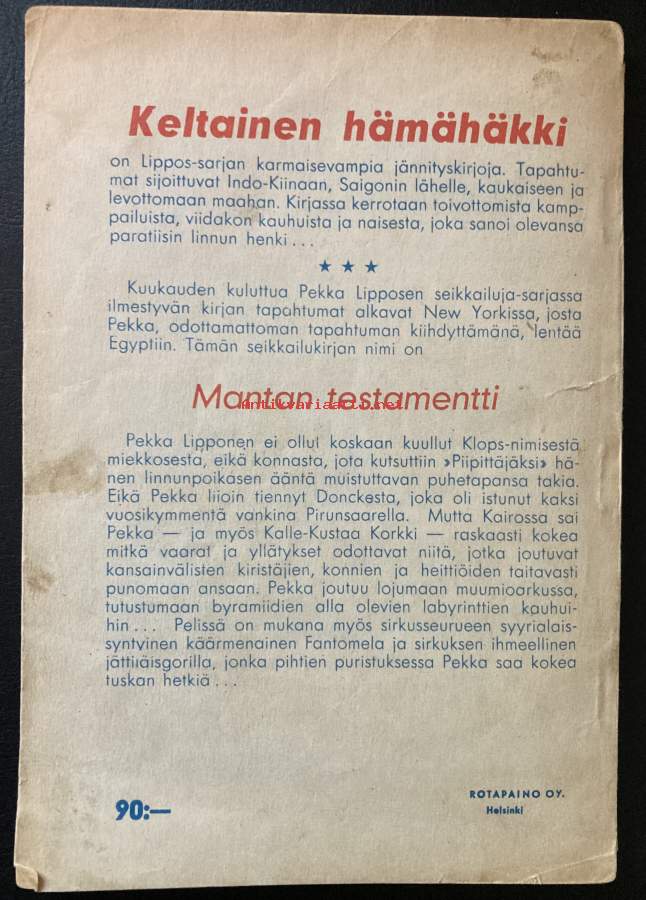 Keltainen hämähäkki
on Lippos-sarjan karmaisevampia jännityskirjoja. Tapahtu-
mat sijoittuvat Indo-Kiinaan, Saigonin lähelle, kaukaiseen ja
levottomaan maahan. Kirjassa kerrotaan toivottomista kamp-
pailuista, viidakon kauhuista ja naisesta, joka sanoi olevansa
paratiisin linnun henki . . .
★ ★ ★
Kuukauden kuluttua Pekka Lipposen seikkailuja-sarjassa
ilmestyvän kirjan tapahtumat alkavat New Yorkissa, josta
Pekka, odottamattoman tapahtuman kiihdyttämänä, lentää
Egyptiin. Tämän seikkailukirjan nimi on
Mantan testamentti
Antikvariaatto.net
Pekka Lipponen ei ollut koskaan kuullut Klops-nimisestä
miekkosesta, eikä konnasta, jota kutsuttiin »Piipittäjäksi» hä-
nen linnunpoikasen ääntä muistuttavan puhetapansa takia.
Eikä Pekka liioin tiennyt Donckesta, joka oli istunut kaksi
vuosikymmentä vankina Pirunsaarella. Mutta Kairossa sai
Pekka — ja myös Kalle-Kustaa Korkki — raskaasti kokea
mitkä vaarat ja yllätykset odottavat niitä, jotka joutuvat
kansainvälisten kiristäjien, konnien ja heittiöiden taitavasti
punomaan ansaan. Pekka joutuu lojumaan muumioarkussa,
tutustumaan byramiidien alla olevien labyrinttien kauhui-
hin . . . Pelissä on mukana myös sirkusseurueen syyrialais-
syntyinen käärmenainen Fantomela ja sirkuksen ihmeellinen
jättiläisgorilla, jonka pihtien puristuksessa Pekka saa kokea
tuskan hetkiä . . .
90:—
ROTAPAINO OY.
Helsinki